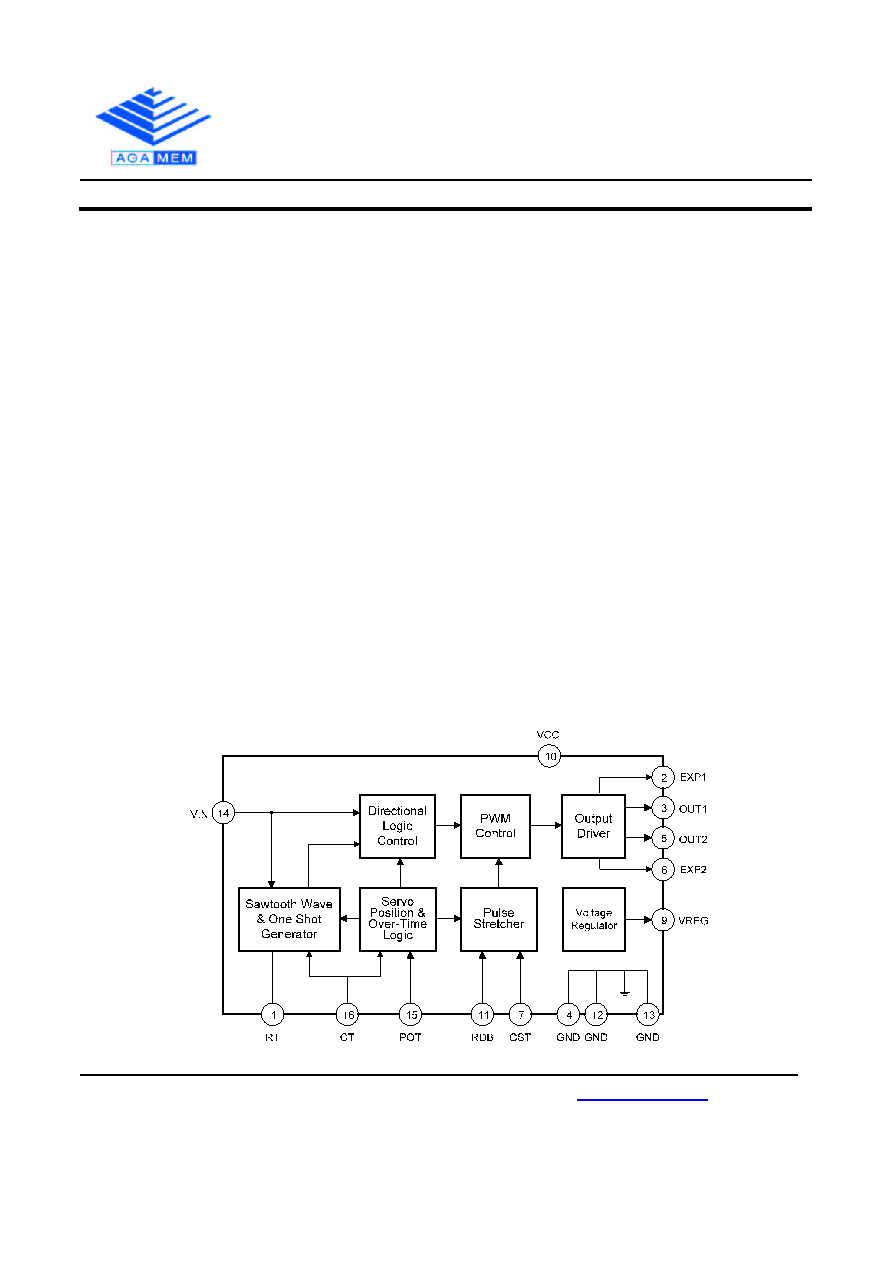 AGAMEM
VCC
10
2 EXP1
VIN 14
Directional
Logic
Control
PWM
Control
Output
Driver
3 OUT1
5 OUT2
6 EXP2
Sawtooth Wave
& One Shot
Generator
Servo
Position &
Over-Time
Logic
Pulse
Stretcher
Voltage
Regulator
9 VREG
1 16 15 11 7 4 12 13
RT CT POT RDB CST GND GND GND